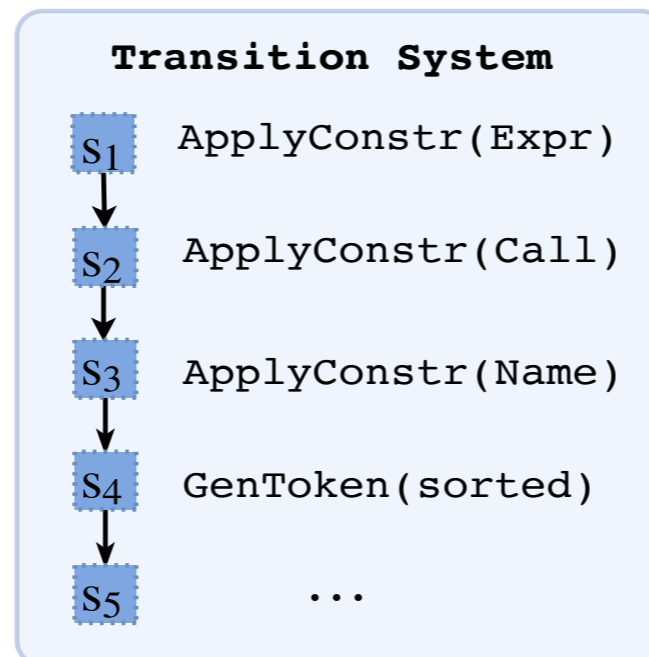 Transition System
S1 ApplyConstr(Expr)
S2 ApplyConstr(Call)
S3 ApplyConstr(Name)
S4 GenToken(sorted)
S5 ...